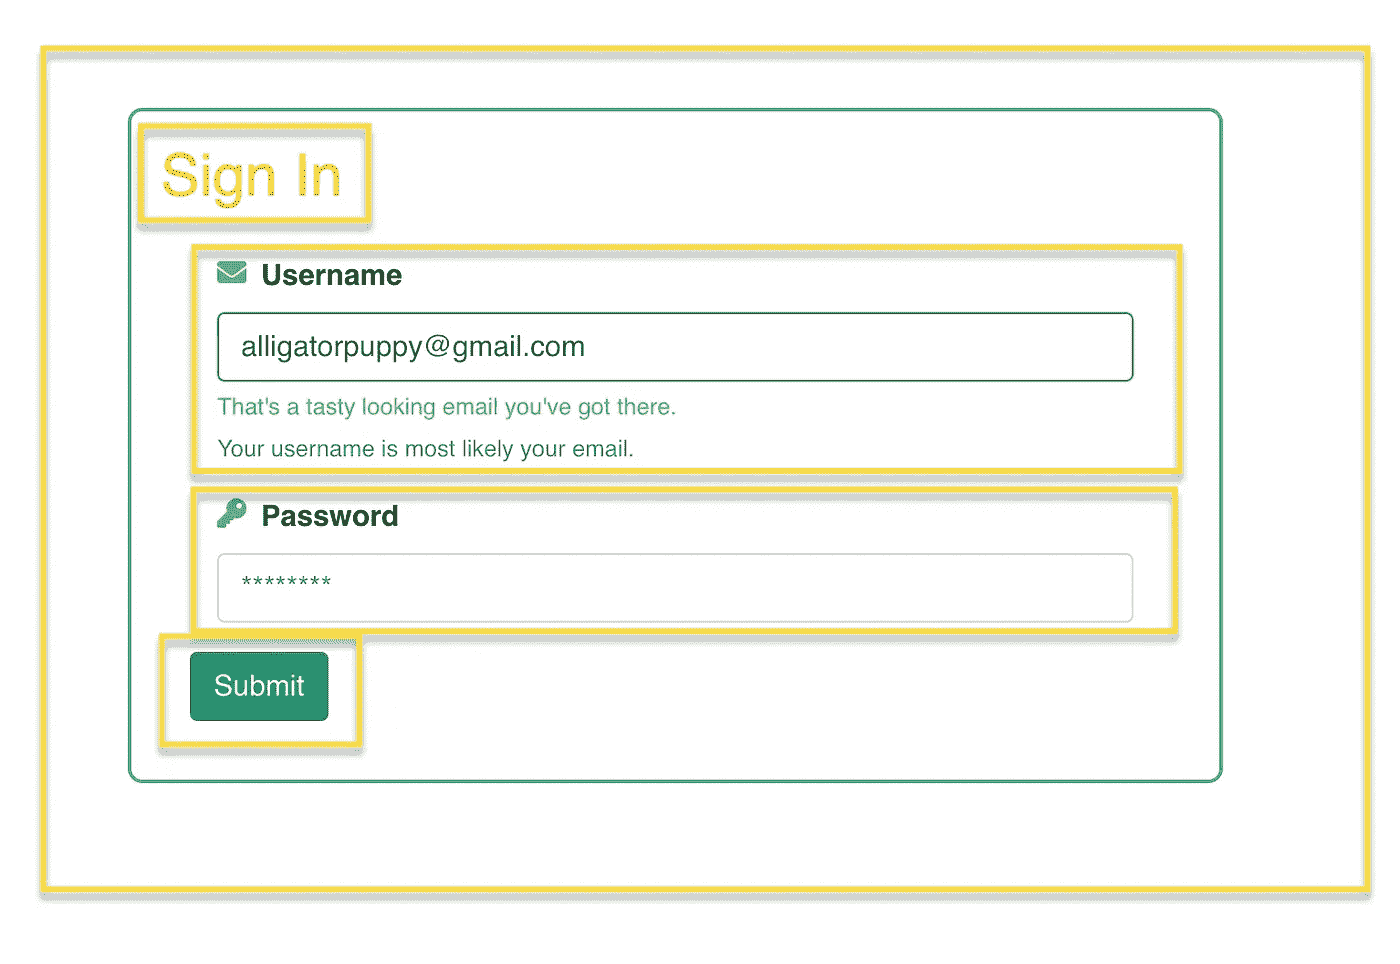 Sign In
Username
alligatorpuppy@gmail.com
That's a tasty looking email you've got there.
Your username is most likely your email.
Password
********
Submit